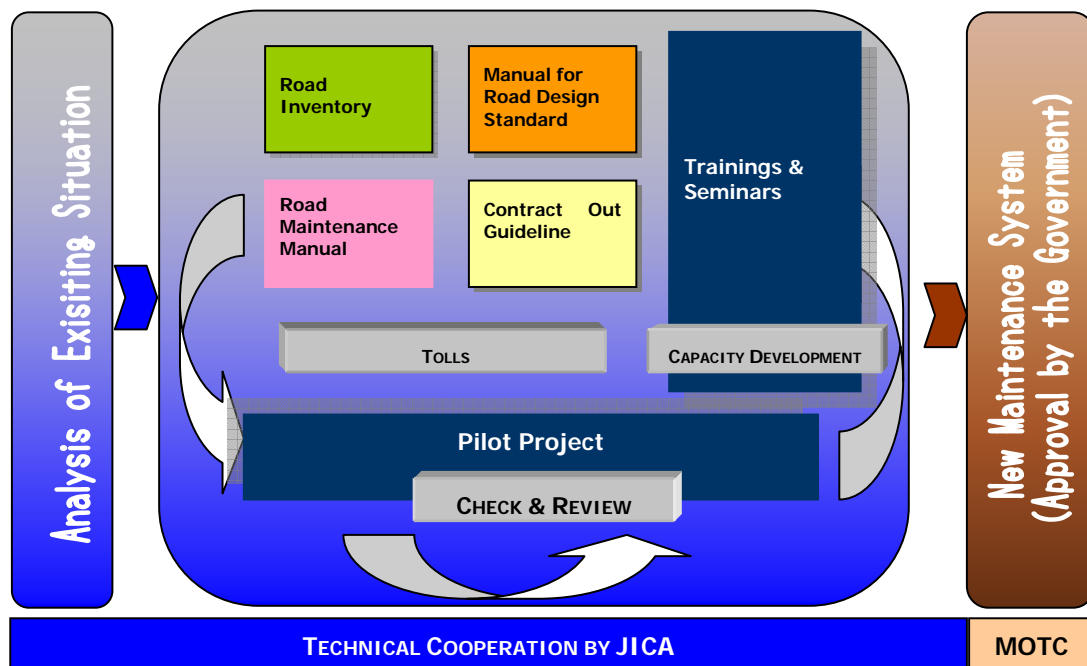 Analysis of Exisiting Situation
Road
Inventory
Manual for
Road Design
Standard
Trainings &
Seminars
Road
Maintenance
Manual
Contract Out
Guideline
TOLLS
CAPACITY DEVELOPMENT
Pilot Project
CHECK & REVIEW
New Maintenance System
(Approval by the Government)
TECHNICAL COOPERATION BY JICA
MOTC